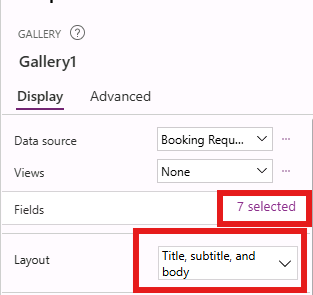 GALLERY ?
Gallery1
Display Advanced
Data source Booking Requ... ...
Views None ...
Fields 7 selected
Layout Title, subtitle, and
body